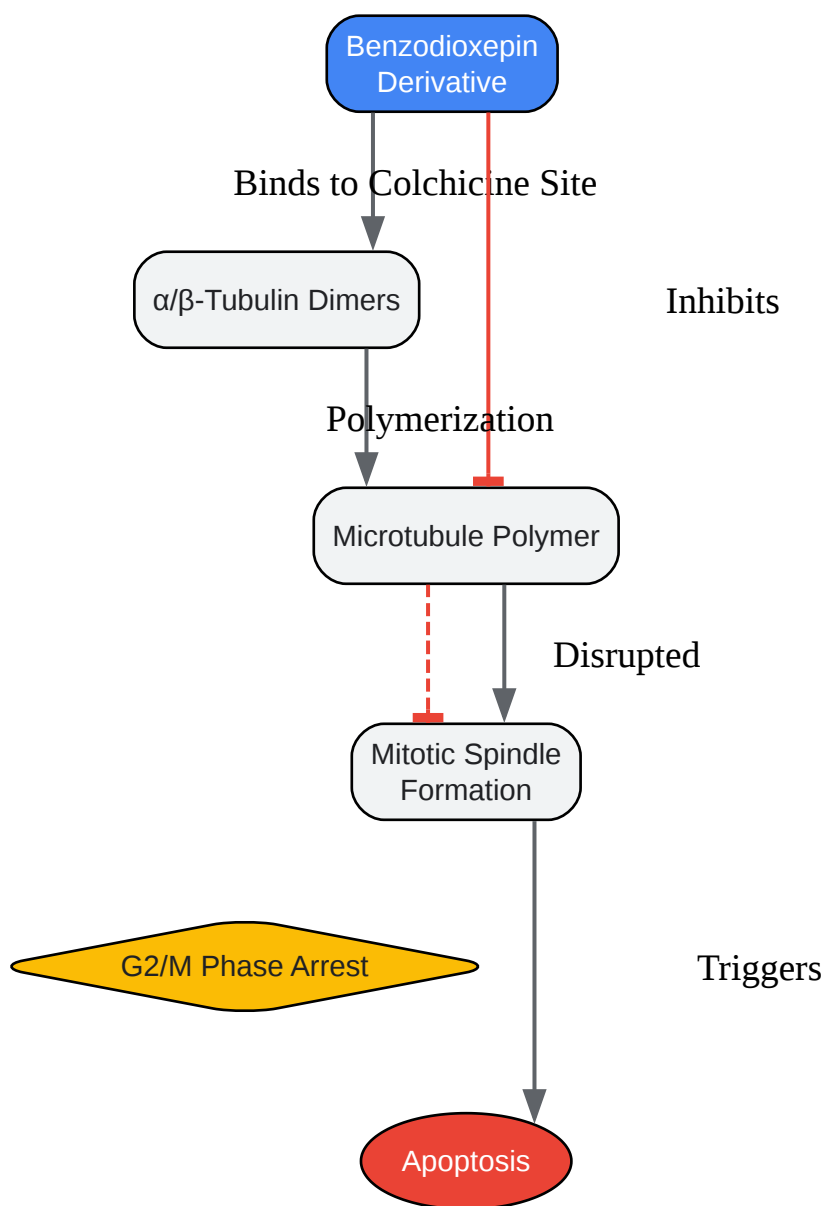 Benzodioxepin
Derivative
Binds to Colchicine Site
α/β-Tubulin Dimers
Inhibits
Polymerization
Microtubule Polymer
Disrupted
Mitotic Spindle
Formation
G2/M Phase Arrest
Triggers
Apoptosis